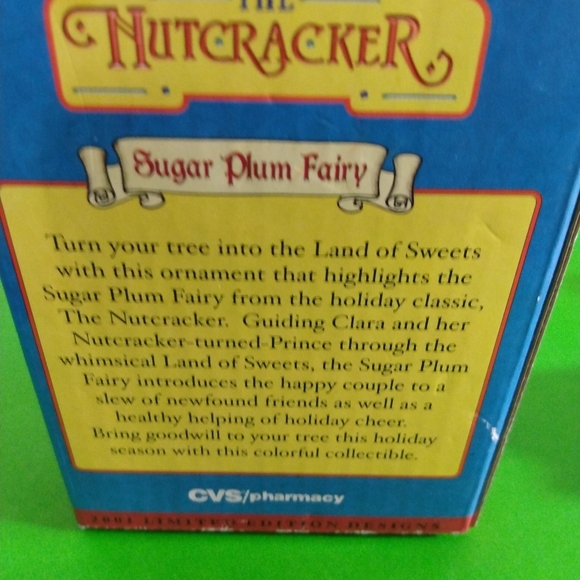 THE
NUTCRACKER
Sugar Plum Fairy
Turn your tree into the Land of Sweets
with this ornament that highlights the
Sugar Plum Fairy from the holiday classic,
The Nutcracker. Guiding Clara and her
Nutcracker-turned-Prince through the
whimsical Land of Sweets, the Sugar Plum
Fairy introduces the happy couple to a
slew of newfound friends as well as a
healthy helping of holiday cheer.
Bring goodwill to your tree this holiday
season with this colorful collectible.
CVS/pharmacy
2001 LIMITED EDITION DESIGNS